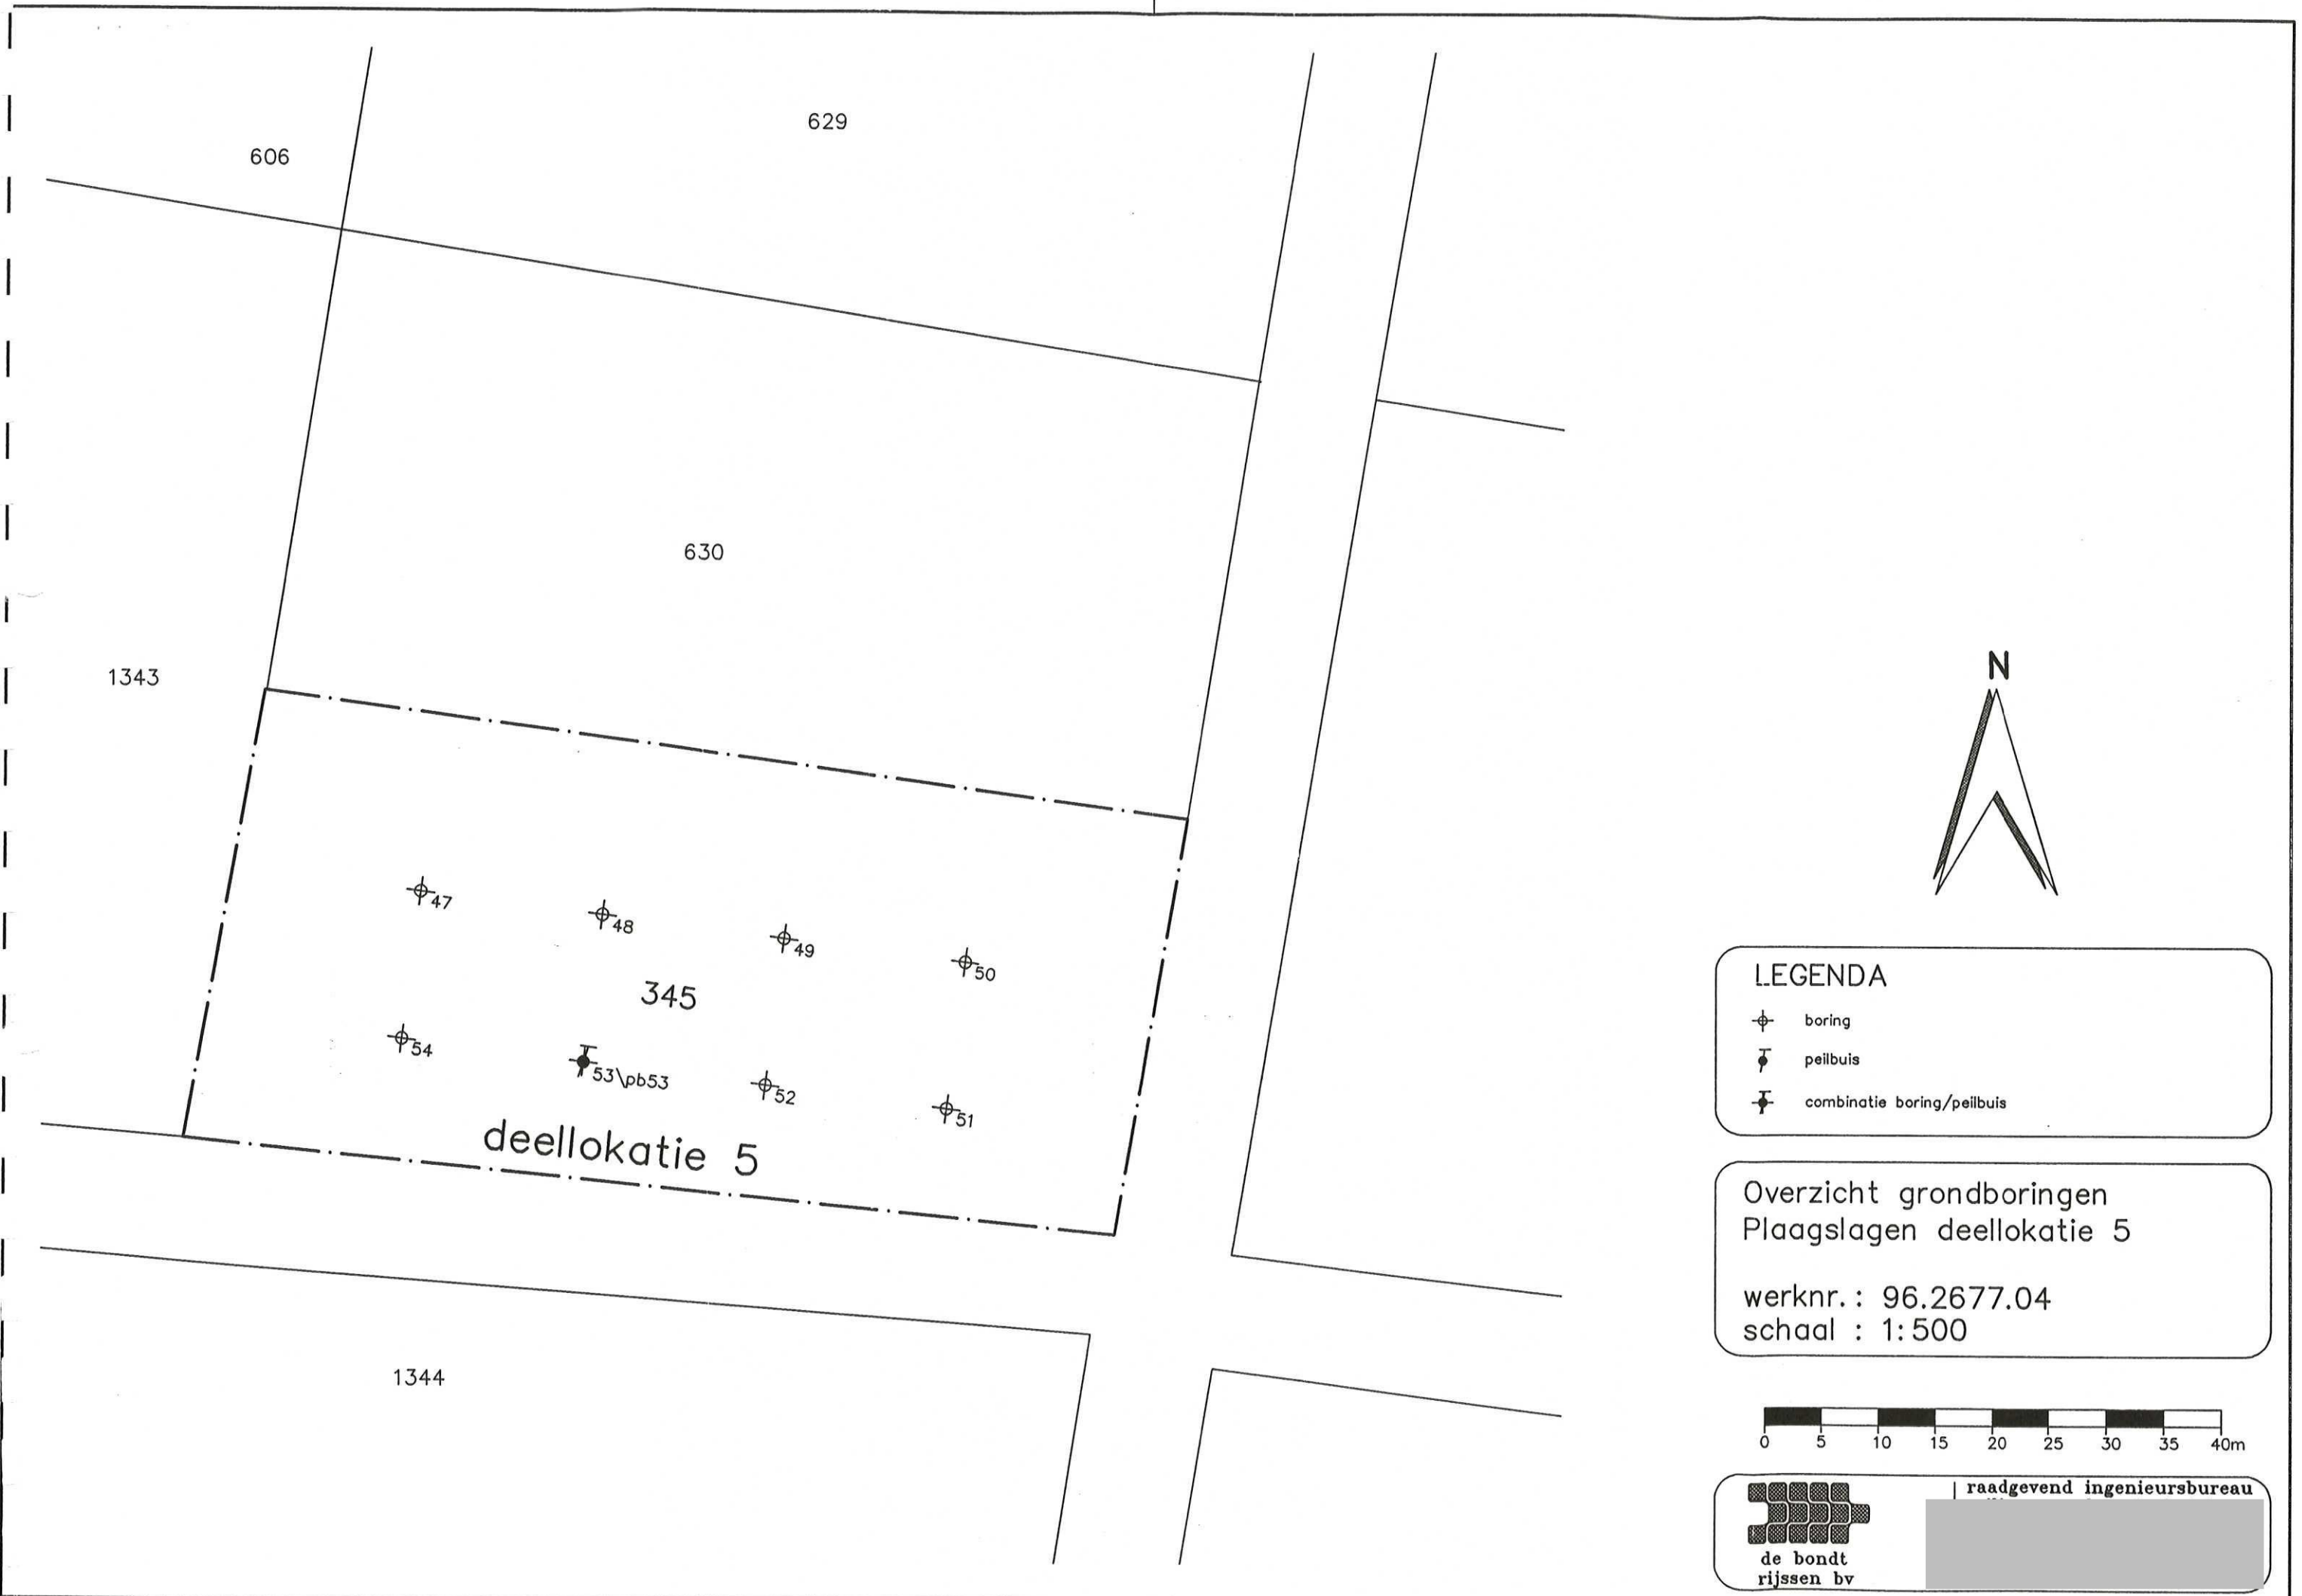 629
606
630
1343
N
47
48
49
50
345
54
53\pb53
52
51
deellokatie 5
1344
LEGENDA
boring
peilbuis
combinatie boring/peilbuis
Overzicht grondboringen
Plaagslagen deellokatie 5
werknr.: 96.2677.04
schaal : 1:500
0 5 10 15 20 25 30 35 40m
raadgevend ingenieursbureau
de bondt
rijssen bv